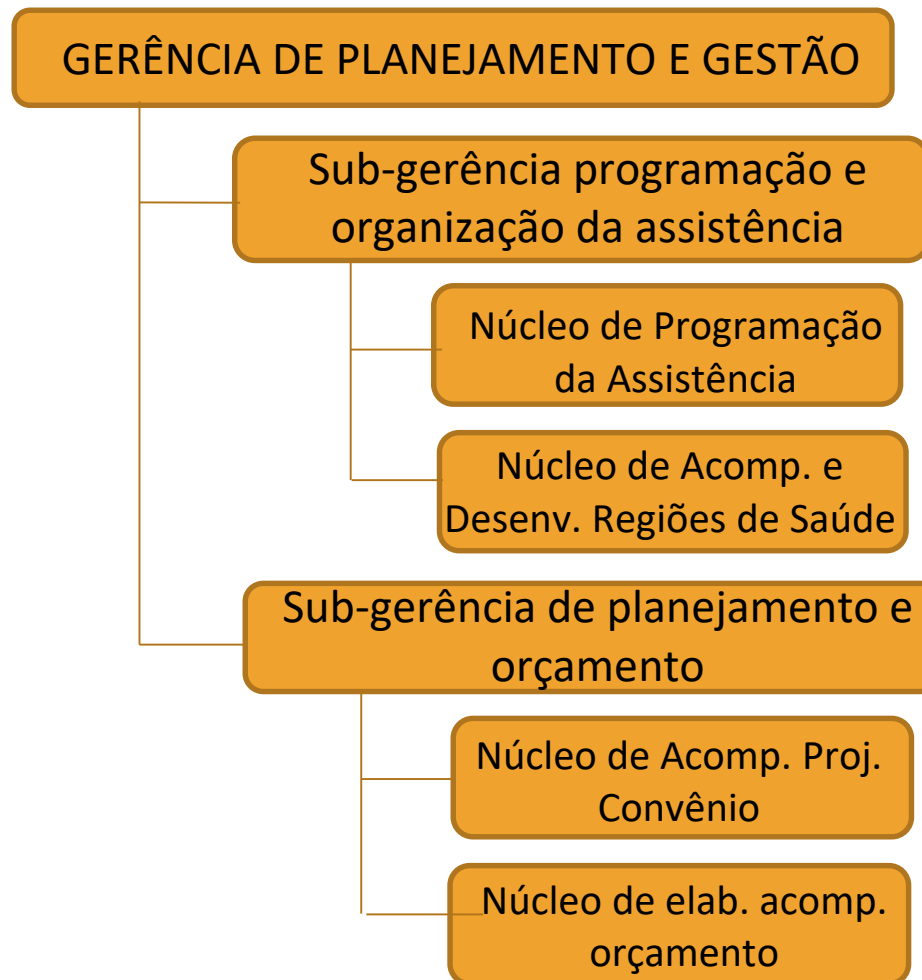 GERÊNCIA DE PLANEJAMENTO E GESTÃO
Sub-gerência programação e
organização da assistência
Núcleo de Programação
da Assistência
Núcleo de Acomp. e
Desenv. Regiões de Saúde
Sub-gerência de planejamento e
orçamento
Núcleo de Acomp. Proj.
Convênio
Núcleo de elab. acomp.
orçamento